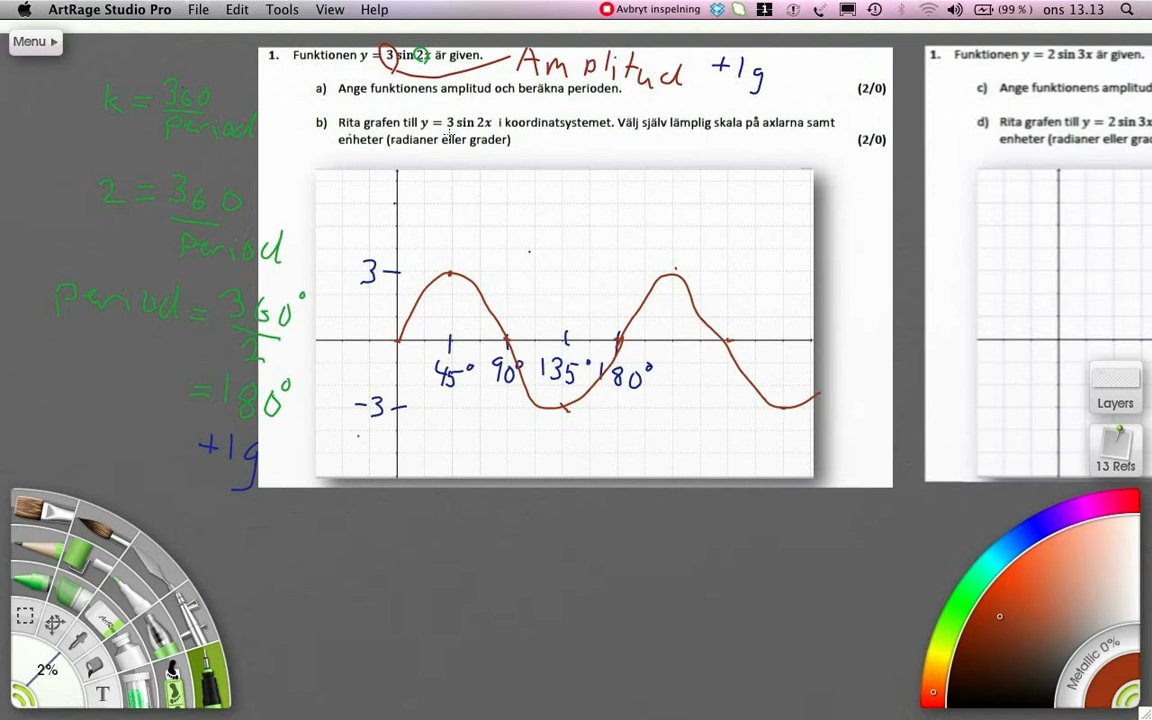 ArtRage Studio Pro File Edit Tools View Help Avbryt inspelning 1 (99 %) ons 13.13
Menu
1. Funktionen y = 3 sin 2x är given.
Amplitud +1g
a) Ange funktionens amplitud och beräkna perioden. (2/0)
b) Rita grafen till y = 3 sin 2x i koordinatsystemet. Välj själv lämplig skala på axlarna samt
enheter (radianer eller grader) (2/0)
k = 360/period
2 = 360/period
period = 360°/2
= 180°
+1g
3
45° 90° 135° 180°
-3
1. Funktionen y = 2 sin 3x är given.
c) Ange funktionens amplitud
d) Rita grafen till y = 2 sin 3x
enheter (radianer eller gra
Layers
13 Refs
2%
T
Metallic 0%